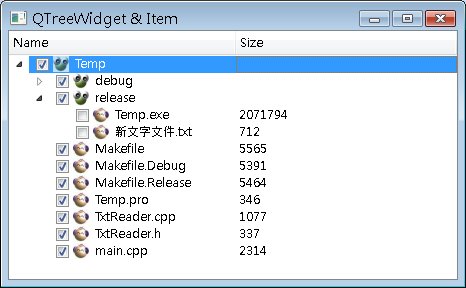 QTreeWidget & Item
Name Size
Temp
debug
release
Temp.exe 2071794
新文字文件.txt 712
Makefile 5565
Makefile.Debug 5391
Makefile.Release 5464
Temp.pro 346
TxtReader.cpp 1077
TxtReader.h 337
main.cpp 2314